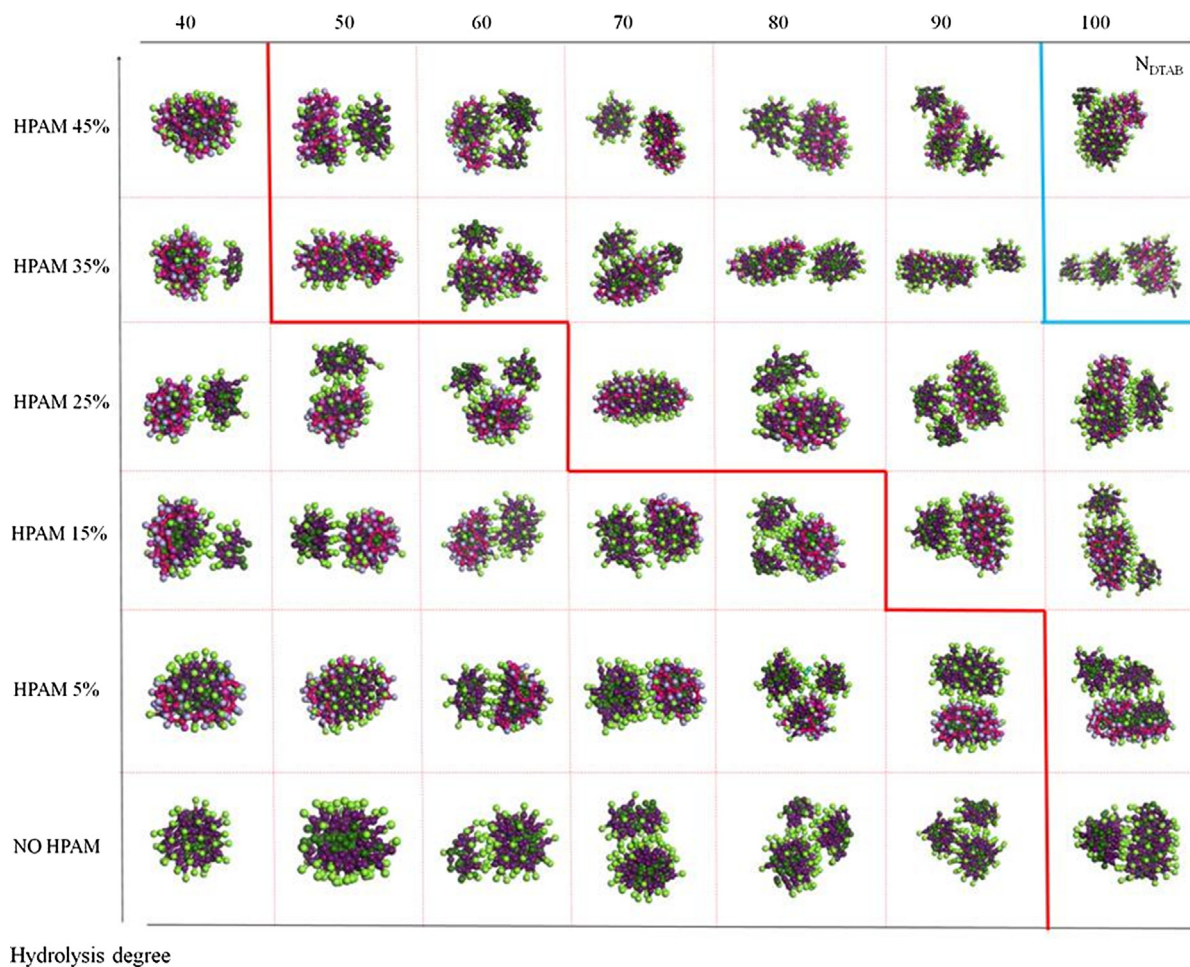 40 50 60 70 80 90 100
N_DTAB
HPAM 45%
HPAM 35%
HPAM 25%
HPAM 15%
HPAM 5%
NO HPAM
Hydrolysis degree